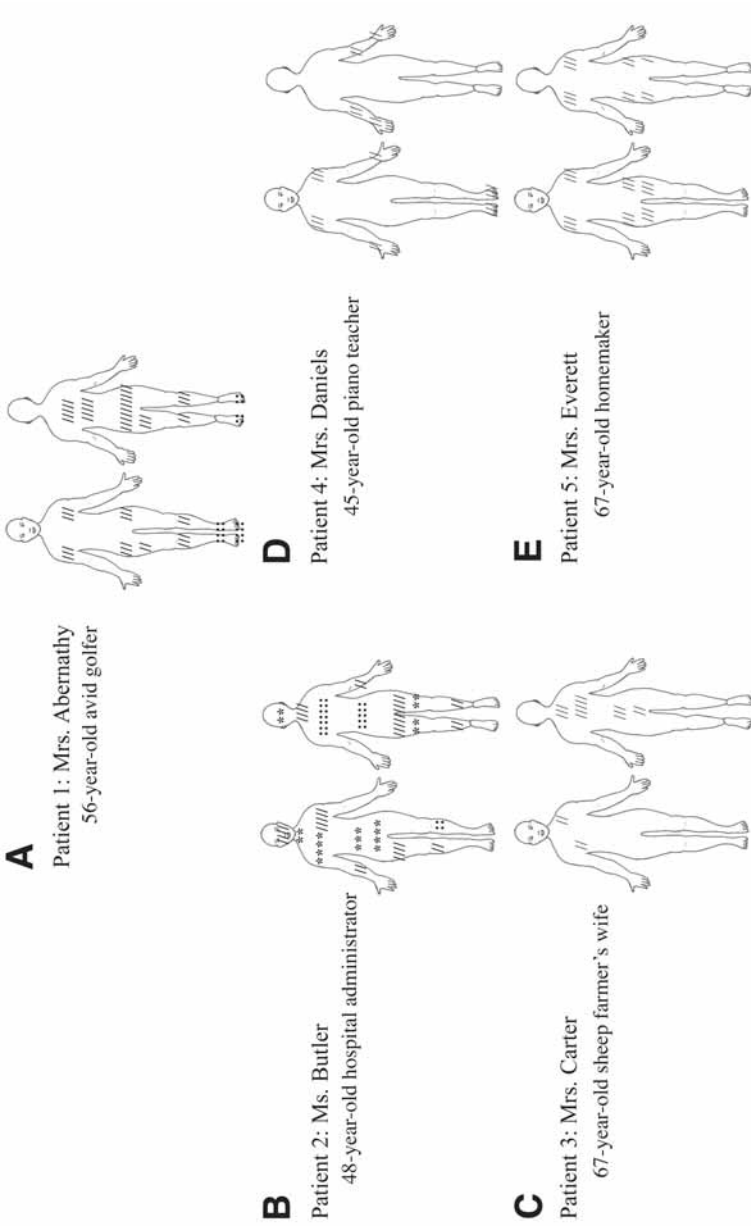 A
Patient 1: Mrs. Abernathy
56-year-old avid golfer
B
Patient 2: Ms. Butler
48-year-old hospital administrator
C
Patient 3: Mrs. Carter
67-year-old sheep farmer's wife
D
Patient 4: Mrs. Daniels
45-year-old piano teacher
E
Patient 5: Mrs. Everett
67-year-old homemaker